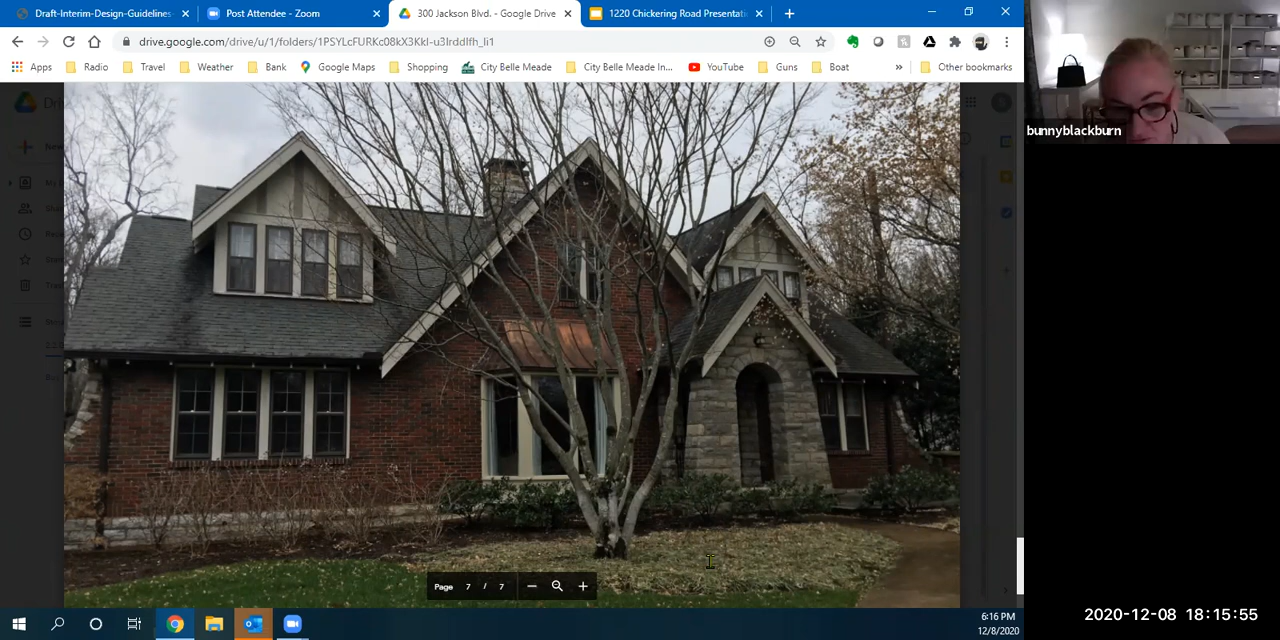 Draft-Interim-Design-Guidelines-
Post Attendee - Zoom
300 Jackson Blvd. - Google Drive
1220 Chickering Road Presentati
drive.google.com/drive/u/1/folders/
Apps
Radio
Travel
Weather
Bank
Google Maps
Shopping
City Belle Meade
City Belle Meade In...
YouTube
Guns
Boat
Other bookmarks
bunnyblackburn
Page 7 / 7
6:16 PM
12/8/2020
2020-12-08 18:15:55